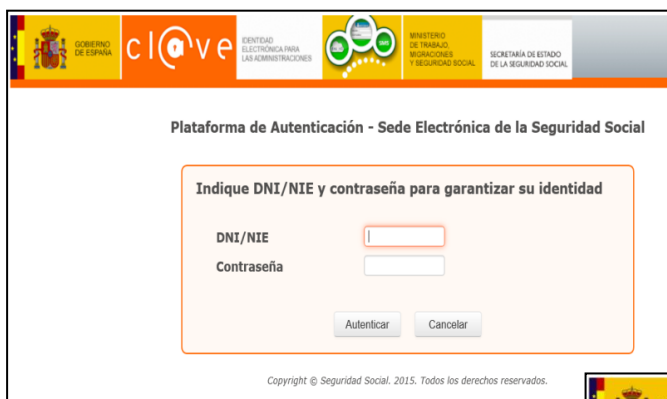 GOBIERNO
DE ESPAÑA
cl@ve
IDENTIDAD
ELECTRÓNICA PARA
LAS ADMINISTRACIONES
SMS
MINISTERIO
DE TRABAJO,
MIGRACIONES
Y SEGURIDAD SOCIAL
SECRETARÍA DE ESTADO
DE LA SEGURIDAD SOCIAL
Plataforma de Autenticación - Sede Electrónica de la Seguridad Social
Indique DNI/NIE y contraseña para garantizar su identidad
DNI/NIE
Contraseña
Autenticar Cancelar
Copyright © Seguridad Social. 2015. Todos los derechos reservados.